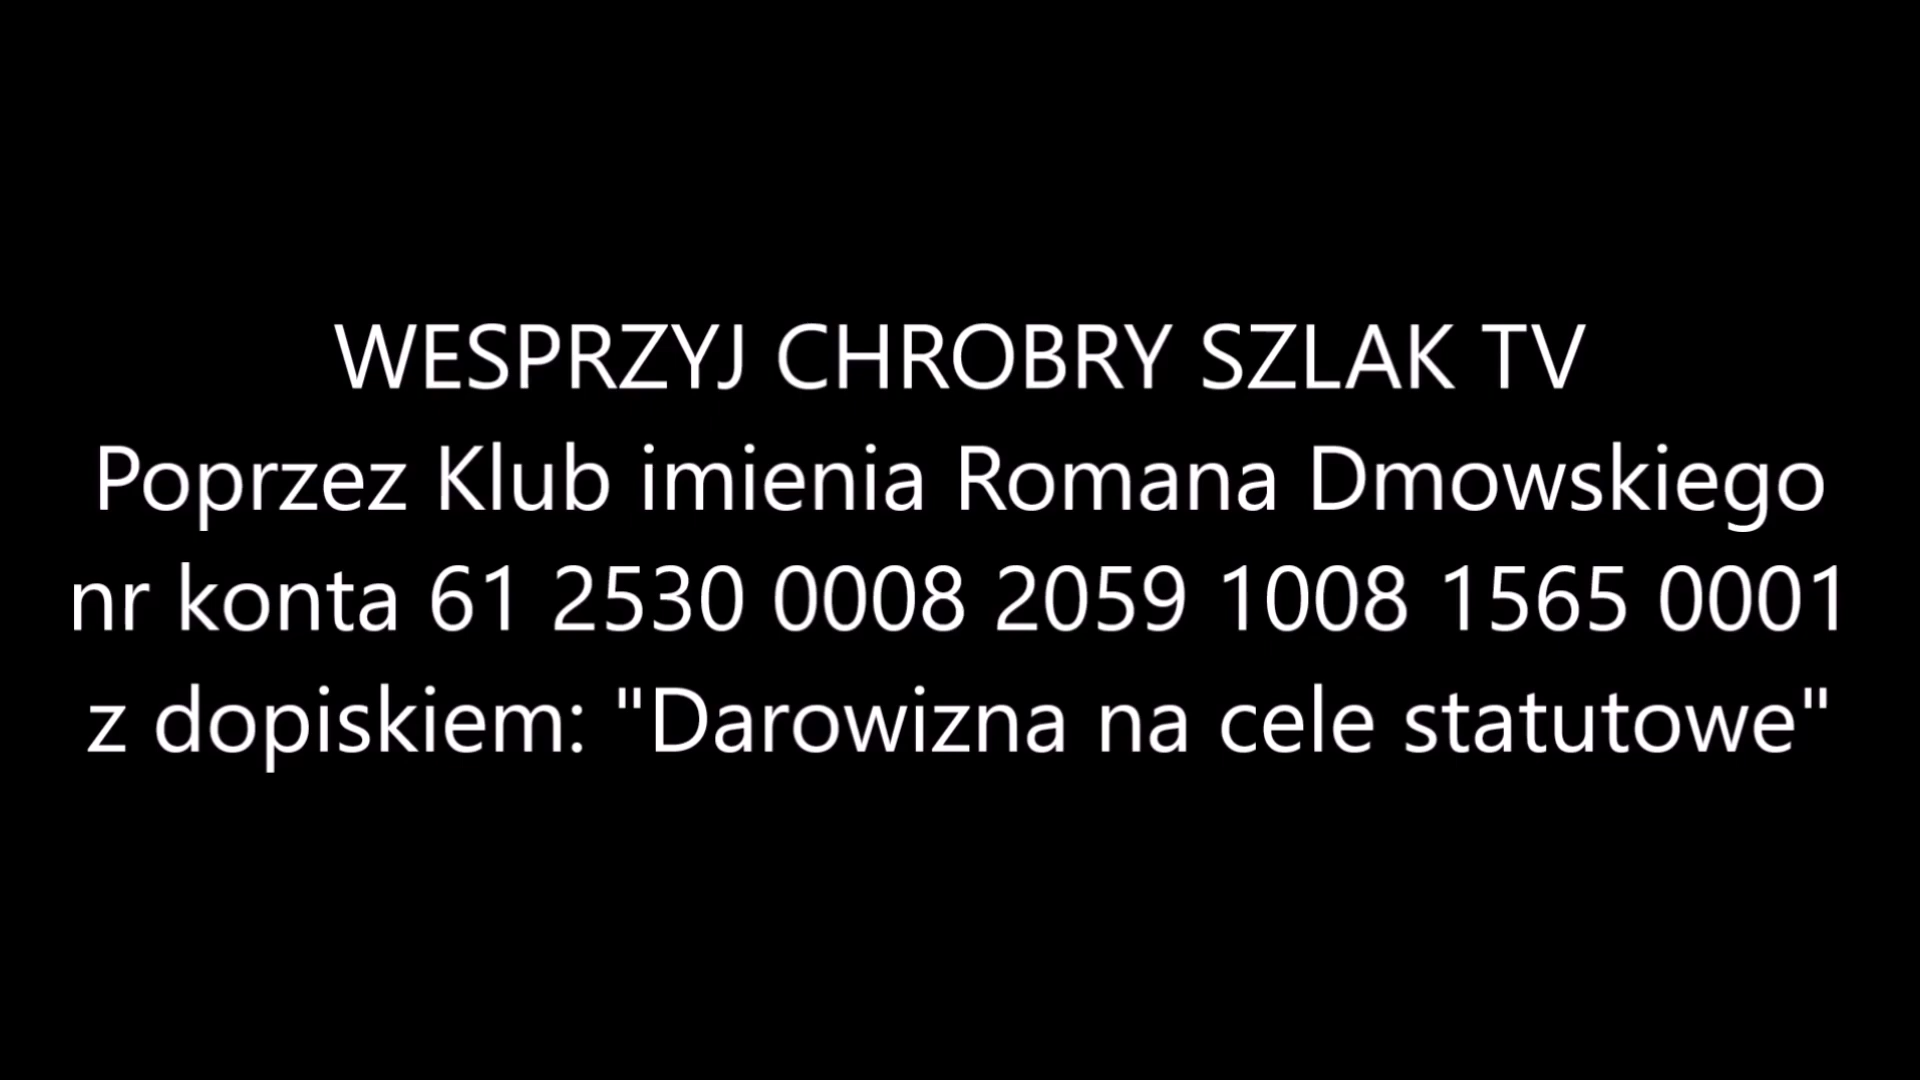 WESPRZYJ CHROBRY SZLAK TV
Poprzez Klub imienia Romana Dmowskiego
nr konta 61 2530 0008 2059 1008 1565 0001
z dopiskiem: "Darowizna na cele statutowe"